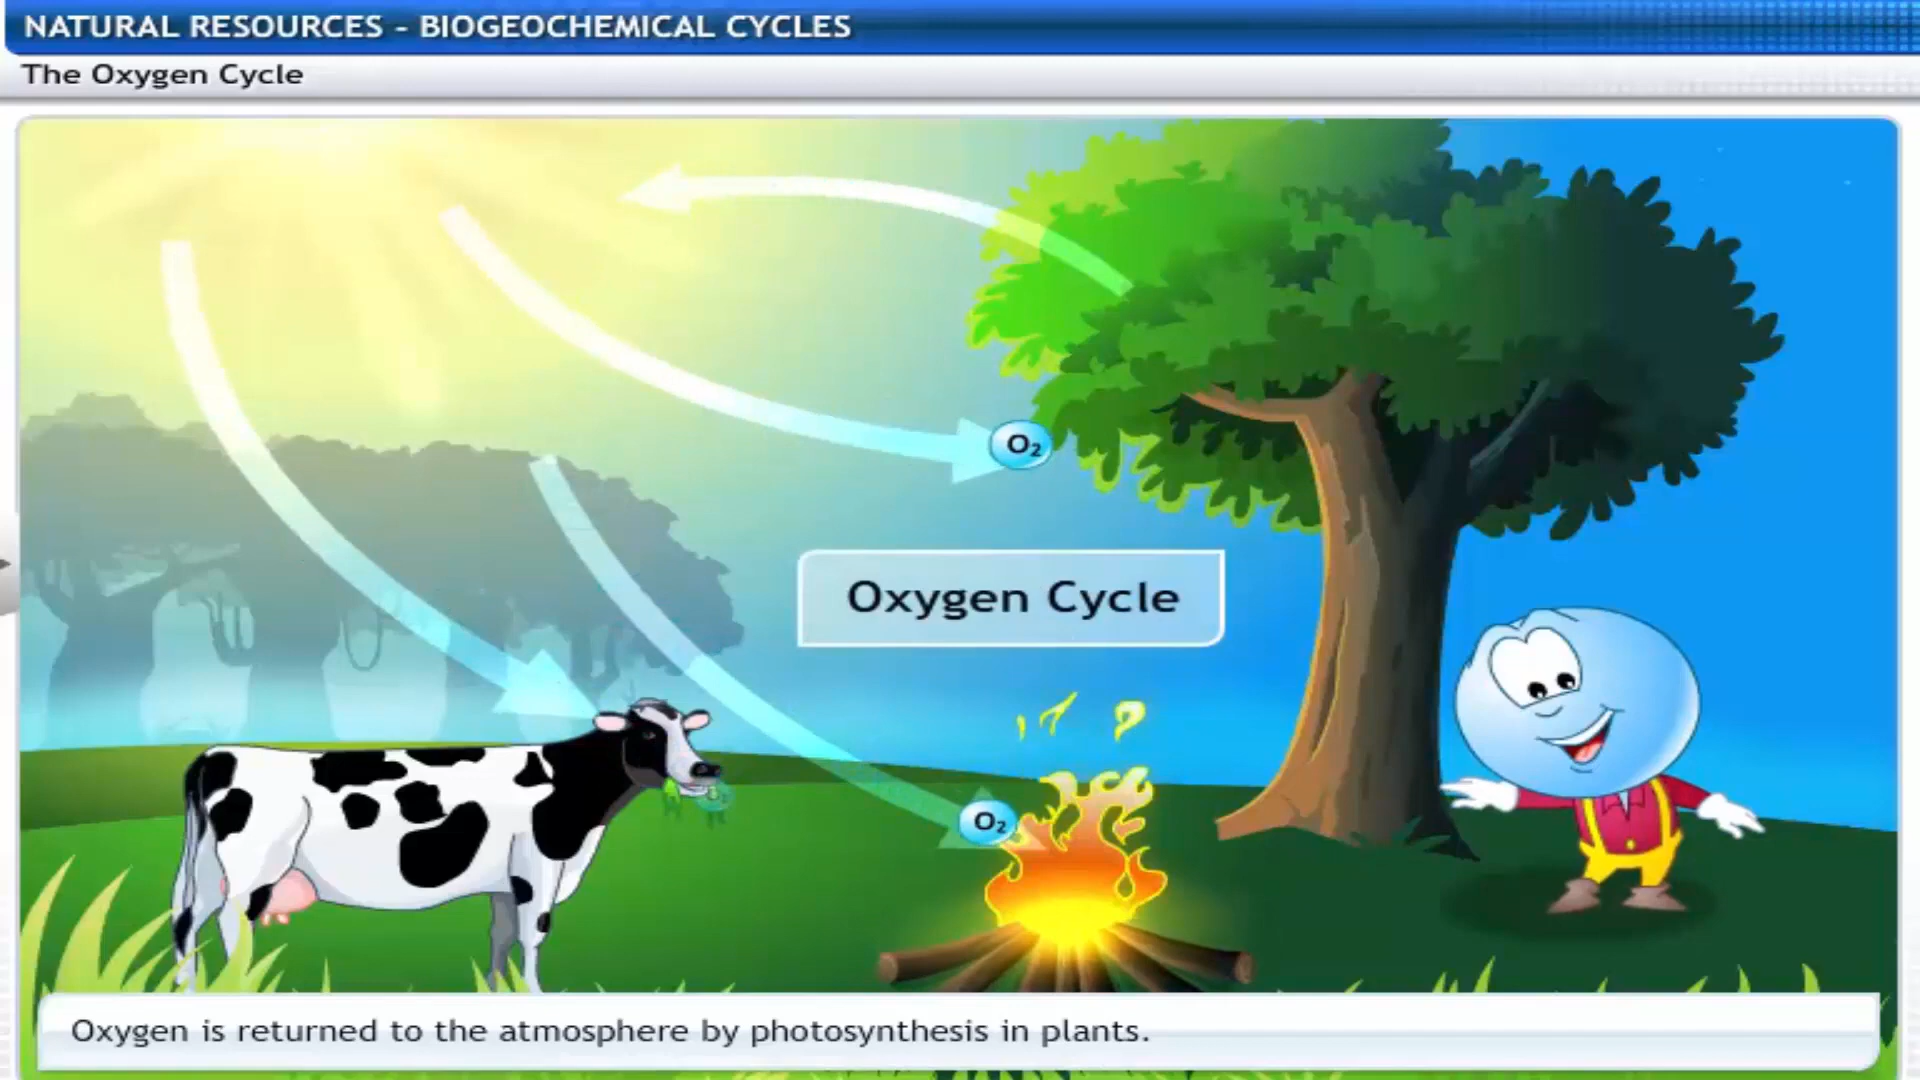 NATURAL RESOURCES - BIOGEOCHEMICAL CYCLES
The Oxygen Cycle
O₂
Oxygen Cycle
O₂
Oxygen is returned to the atmosphere by photosynthesis in plants.